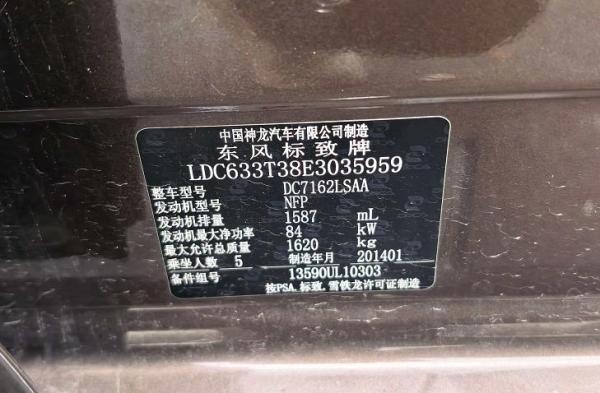 中国神龙汽车有限公司制造
东风标致牌
LDC633T38E3035959
整车型号 DC7162LSAA
发动机型号 NFP
发动机排量 1587 mL
发动机最大净功率 84 kW
最大允许总质量 1620 kg
乘坐人数 5 制造年月 201401
备件组号 13590UL10303
按PSA.标致.雪铁龙许可证制造